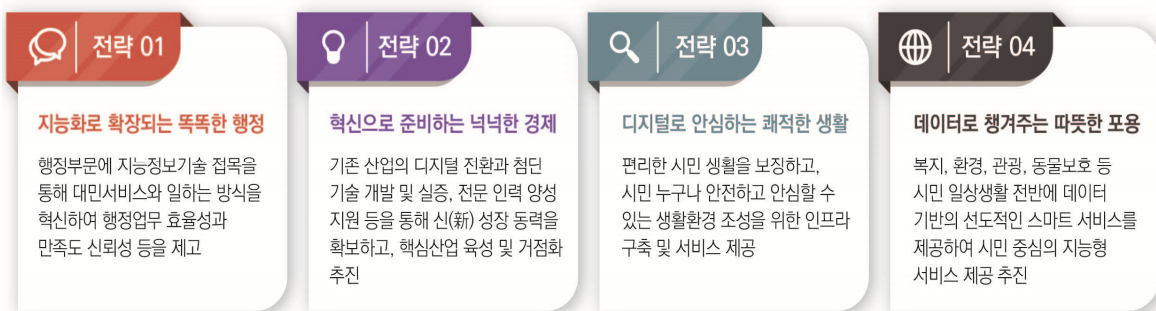 전략 01
지능화로 확장되는 똑똑한 행정
행정부문에 지능정보기술 접목을
통해 대민서비스와 일하는 방식을
혁신하여 행정업무 효율성과
만족도 신뢰성 등을 제고
전략 02
혁신으로 준비하는 넉넉한 경제
기존 산업의 디지털 전환과 첨단
기술 개발 및 실증, 전문 인력 양성
지원 등을 통해 신(新) 성장 동력을
확보하고, 핵심산업 육성 및 거점화
추진
전략 03
디지털로 안심하는 쾌적한 생활
편리한 시민 생활을 보장하고,
시민 누구나 안전하고 안심할 수
있는 생활환경 조성을 위한 인프라
구축 및 서비스 제공
전략 04
데이터로 챙겨주는 따뜻한 포용
복지, 환경, 관광, 동물보호 등
시민 일상생활 전반에 데이터
기반의 선도적인 스마트 서비스를
제공하여 시민 중심의 지능형
서비스 제공 추진